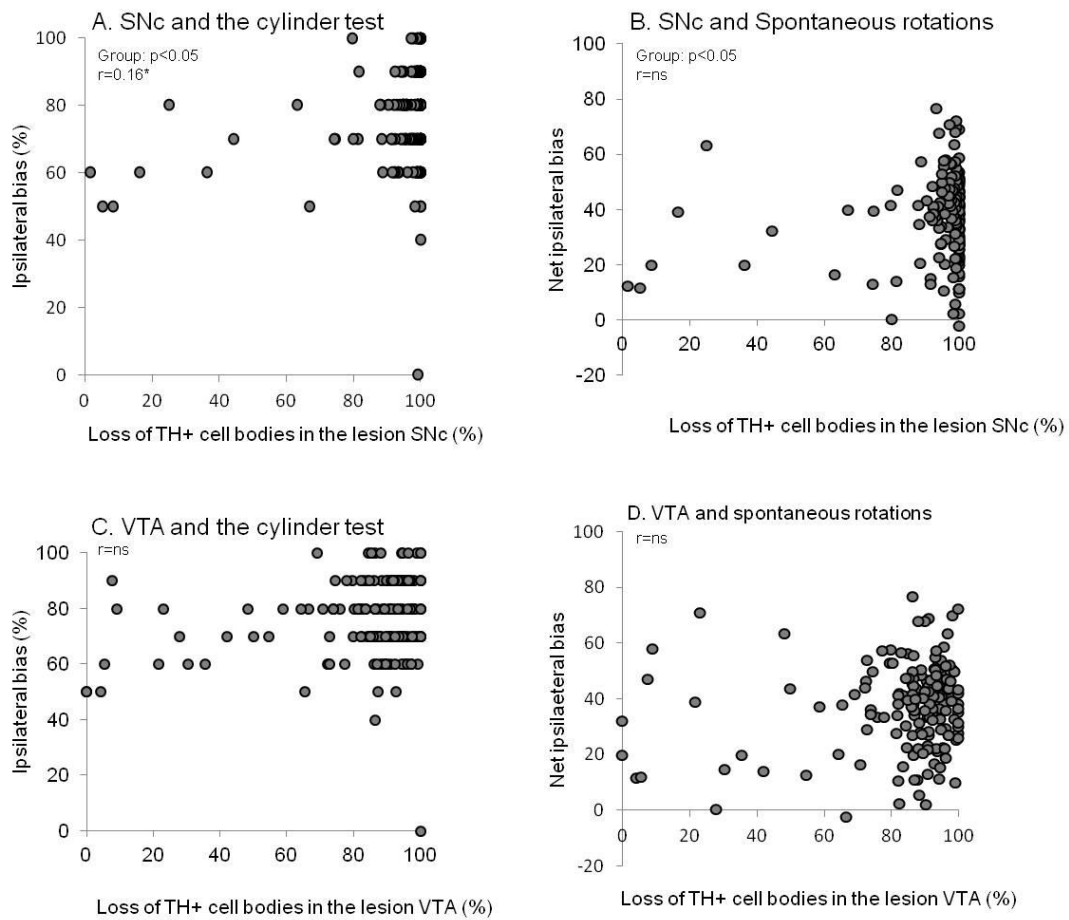 A. SNc and the cylinder test
Group: p<0.05
r=0.16*
100
80
60
40
20
0
0 20 40 60 80 100
Ipsilateral bias (%)
Loss of TH+ cell bodies in the lesion SNc (%)
B. SNc and Spontaneous rotations
Group: p<0.05
r=ns
100
80
60
40
20
0
-20
0 20 40 60 80 100
Net ipsilateral bias
Loss of TH+ cell bodies in the lesion SNc (%)
C. VTA and the cylinder test
r=ns
100
80
60
40
20
0
0 20 40 60 80 100
Ipsilateral bias (%)
Loss of TH+ cell bodies in the lesion VTA (%)
D. VTA and spontaneous rotations
r=ns
100
80
60
40
20
0
-20
0 20 40 60 80 100
Net ipsilaeteral bias
Loss of TH+ cell bodies in the lesion VTA (%)